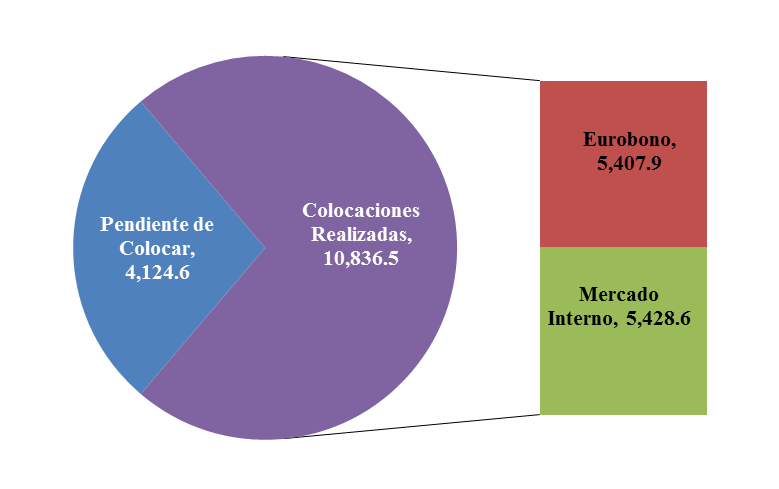 Pendiente de
Colocar,
4,124.6
Colocaciones
Realizadas,
10,836.5
Eurobono,
5,407.9
Mercado
Interno, 5,428.6